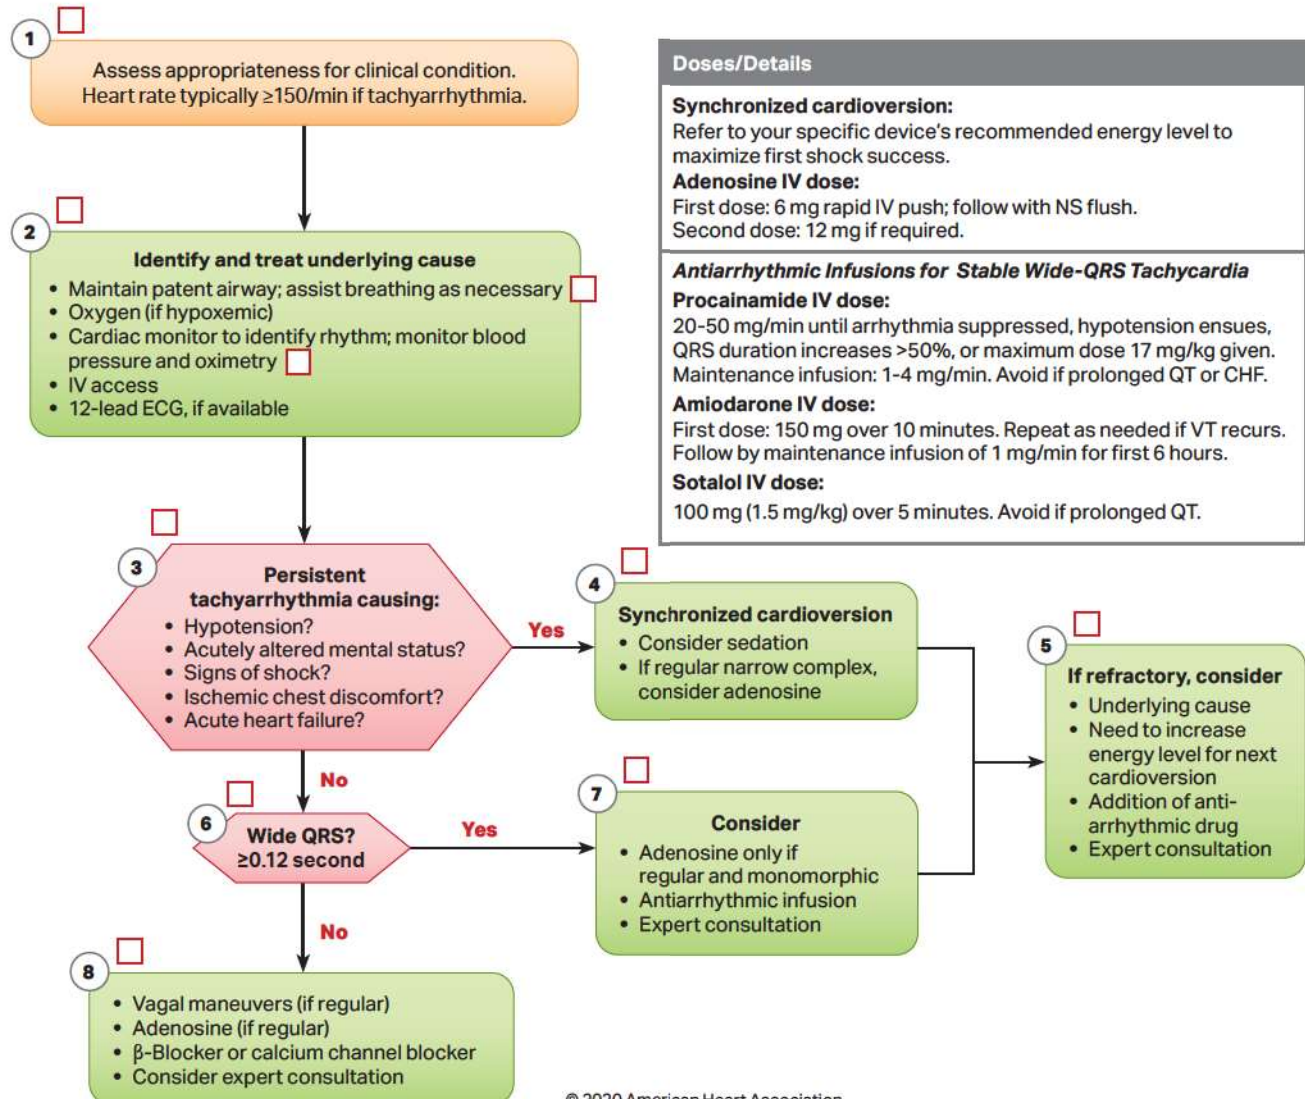 1
Assess appropriateness for clinical condition.
Heart rate typically ≥150/min if tachyarrhythmia.
2
Identify and treat underlying cause
• Maintain patent airway; assist breathing as necessary
• Oxygen (if hypoxemic)
• Cardiac monitor to identify rhythm; monitor blood
pressure and oximetry
• IV access
• 12-lead ECG, if available
Doses/Details
Synchronized cardioversion:
Refer to your specific device's recommended energy level to
maximize first shock success.
Adenosine IV dose:
First dose: 6 mg rapid IV push; follow with NS flush.
Second dose: 12 mg if required.
Antiarrhythmic Infusions for Stable Wide-QRS Tachycardia
Procainamide IV dose:
20-50 mg/min until arrhythmia suppressed, hypotension ensues,
QRS duration increases >50%, or maximum dose 17 mg/kg given.
Maintenance infusion: 1-4 mg/min. Avoid if prolonged QT or CHF.
Amiodarone IV dose:
First dose: 150 mg over 10 minutes. Repeat as needed if VT recurs.
Follow by maintenance infusion of 1 mg/min for first 6 hours.
Sotalol IV dose:
100 mg (1.5 mg/kg) over 5 minutes. Avoid if prolonged QT.
3
Persistent
tachyarrhythmia causing:
• Hypotension?
• Acutely altered mental status?
• Signs of shock?
• Ischemic chest discomfort?
• Acute heart failure?
Yes
4
Synchronized cardioversion
• Consider sedation
• If regular narrow complex,
consider adenosine
5
If refractory, consider
• Underlying cause
• Need to increase
energy level for next
cardioversion
• Addition of anti-
arrhythmic drug
• Expert consultation
No
6
Wide QRS?
≥0.12 second
Yes
7
Consider
• Adenosine only if
regular and monomorphic
• Antiarrhythmic infusion
• Expert consultation
No
8
• Vagal maneuvers (if regular)
• Adenosine (if regular)
• β-Blocker or calcium channel blocker
• Consider expert consultation
© 2020 American Heart Association